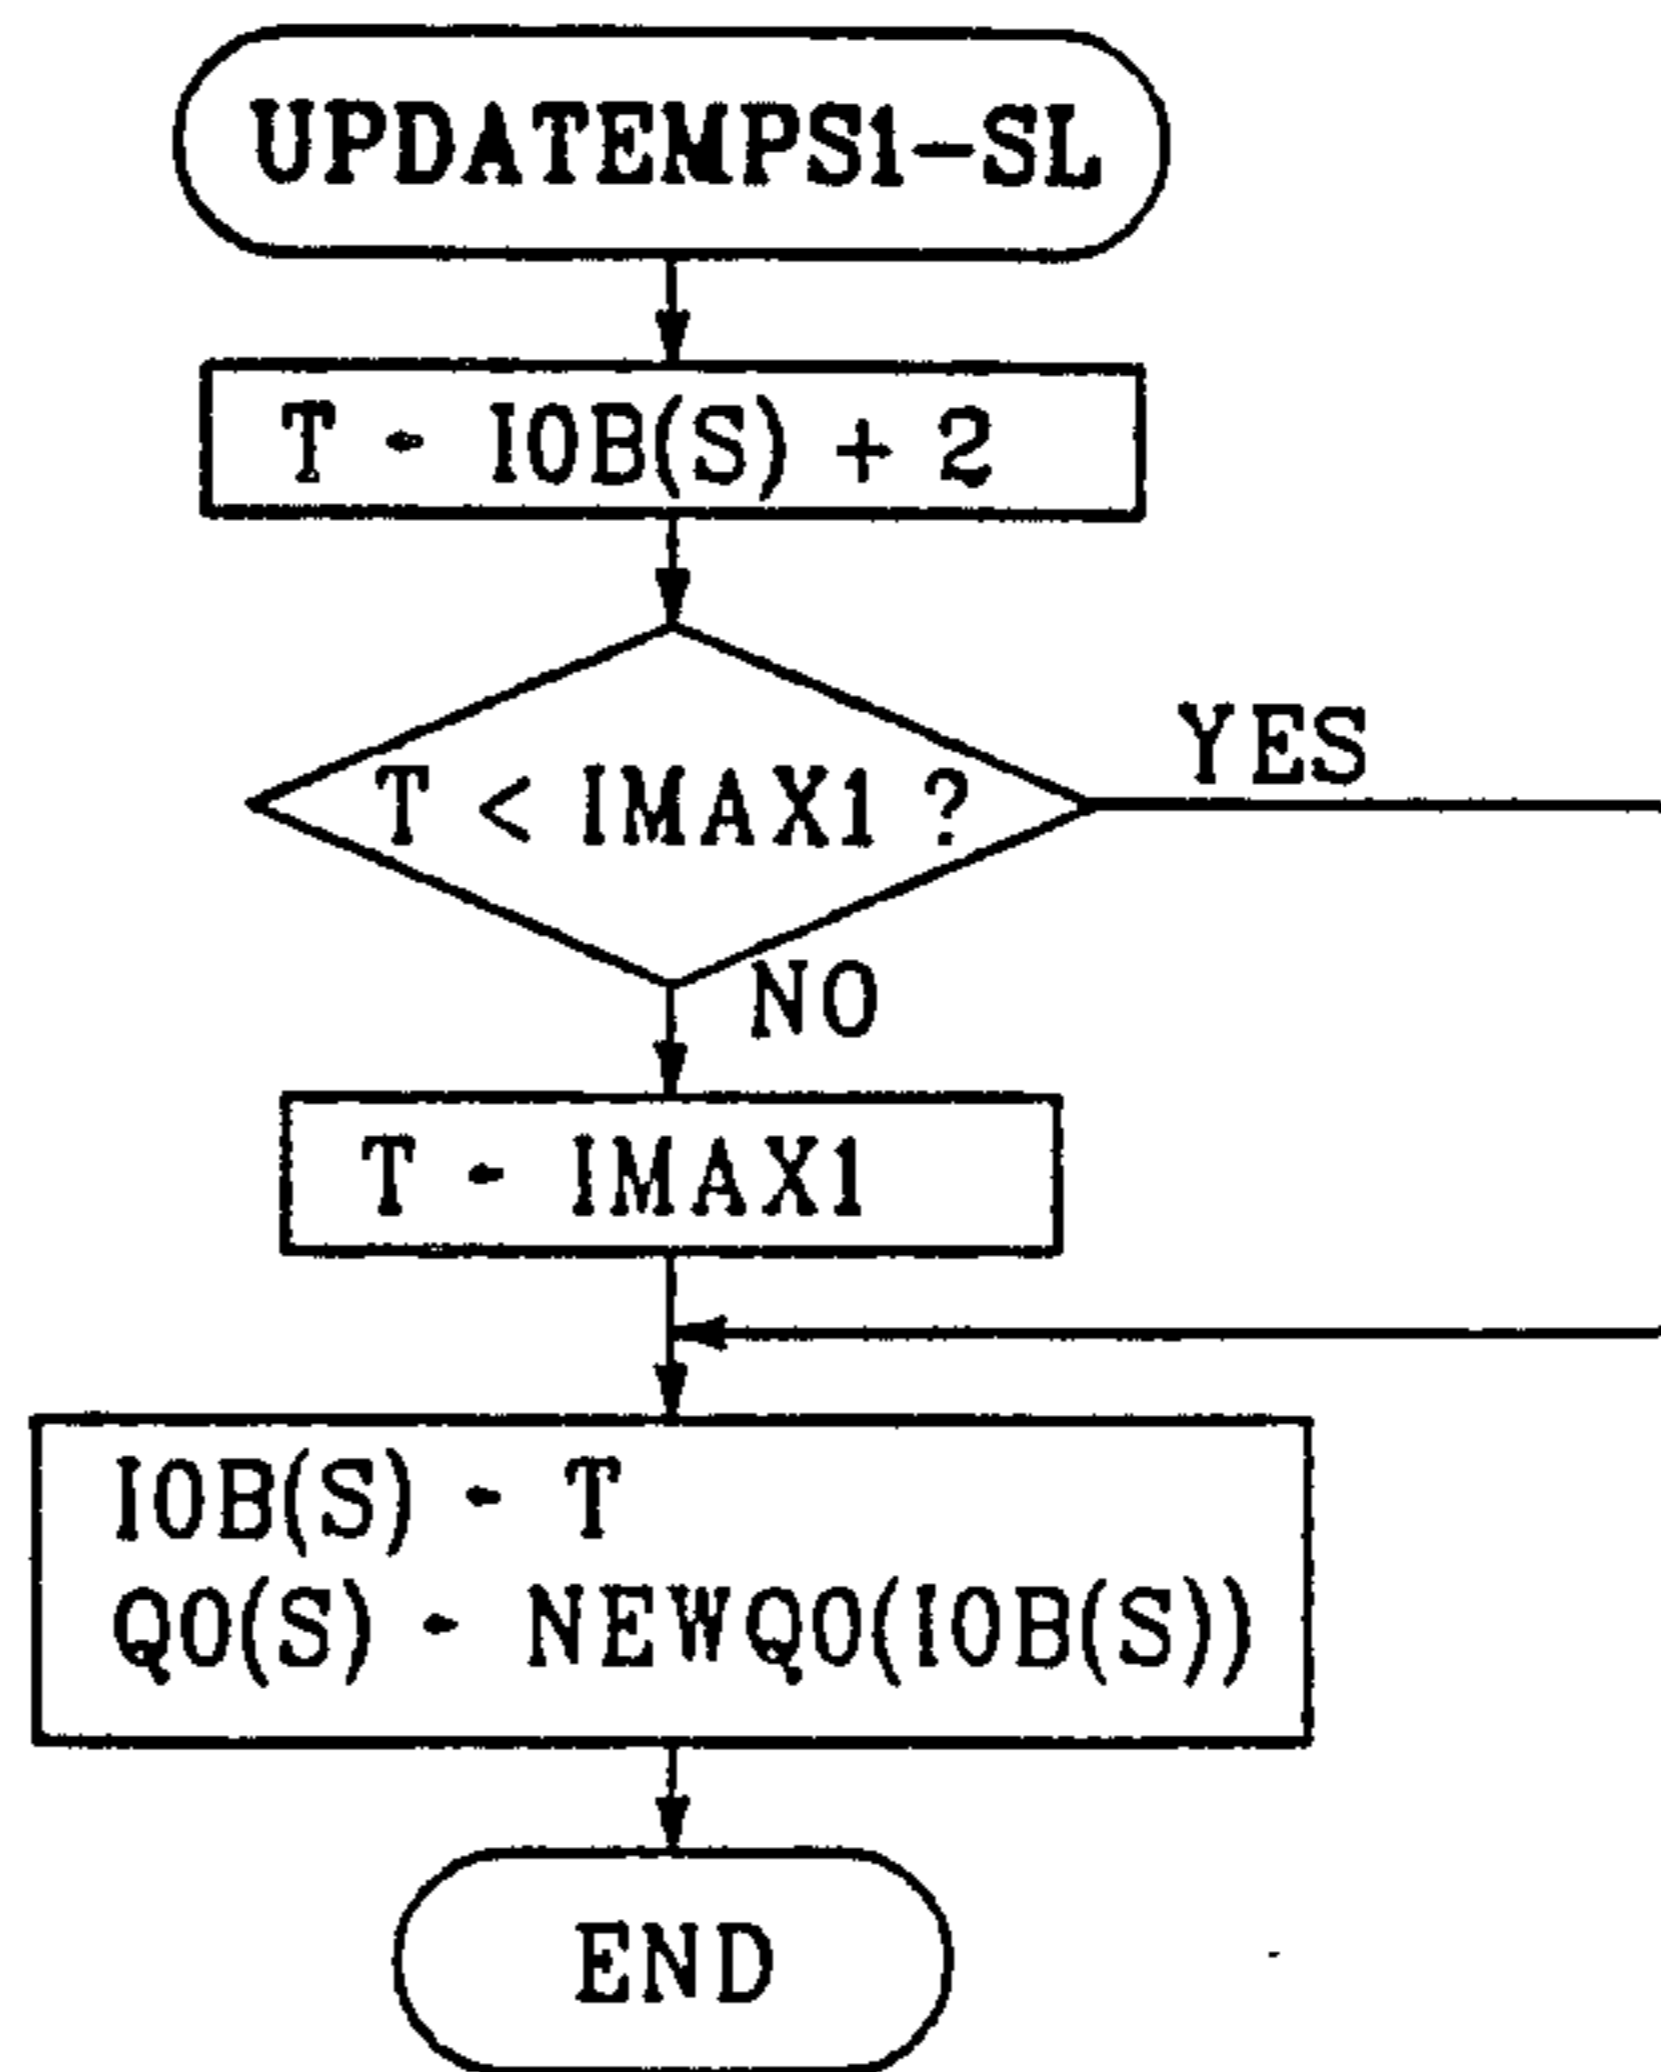 UPDATEMPS1-SL
T ← IOB(S) + 2
T < IMAX1 ?
YES
NO
T ← IMAX1
IOB(S) ← T
QO(S) ← NEWQO(IOB(S))
END